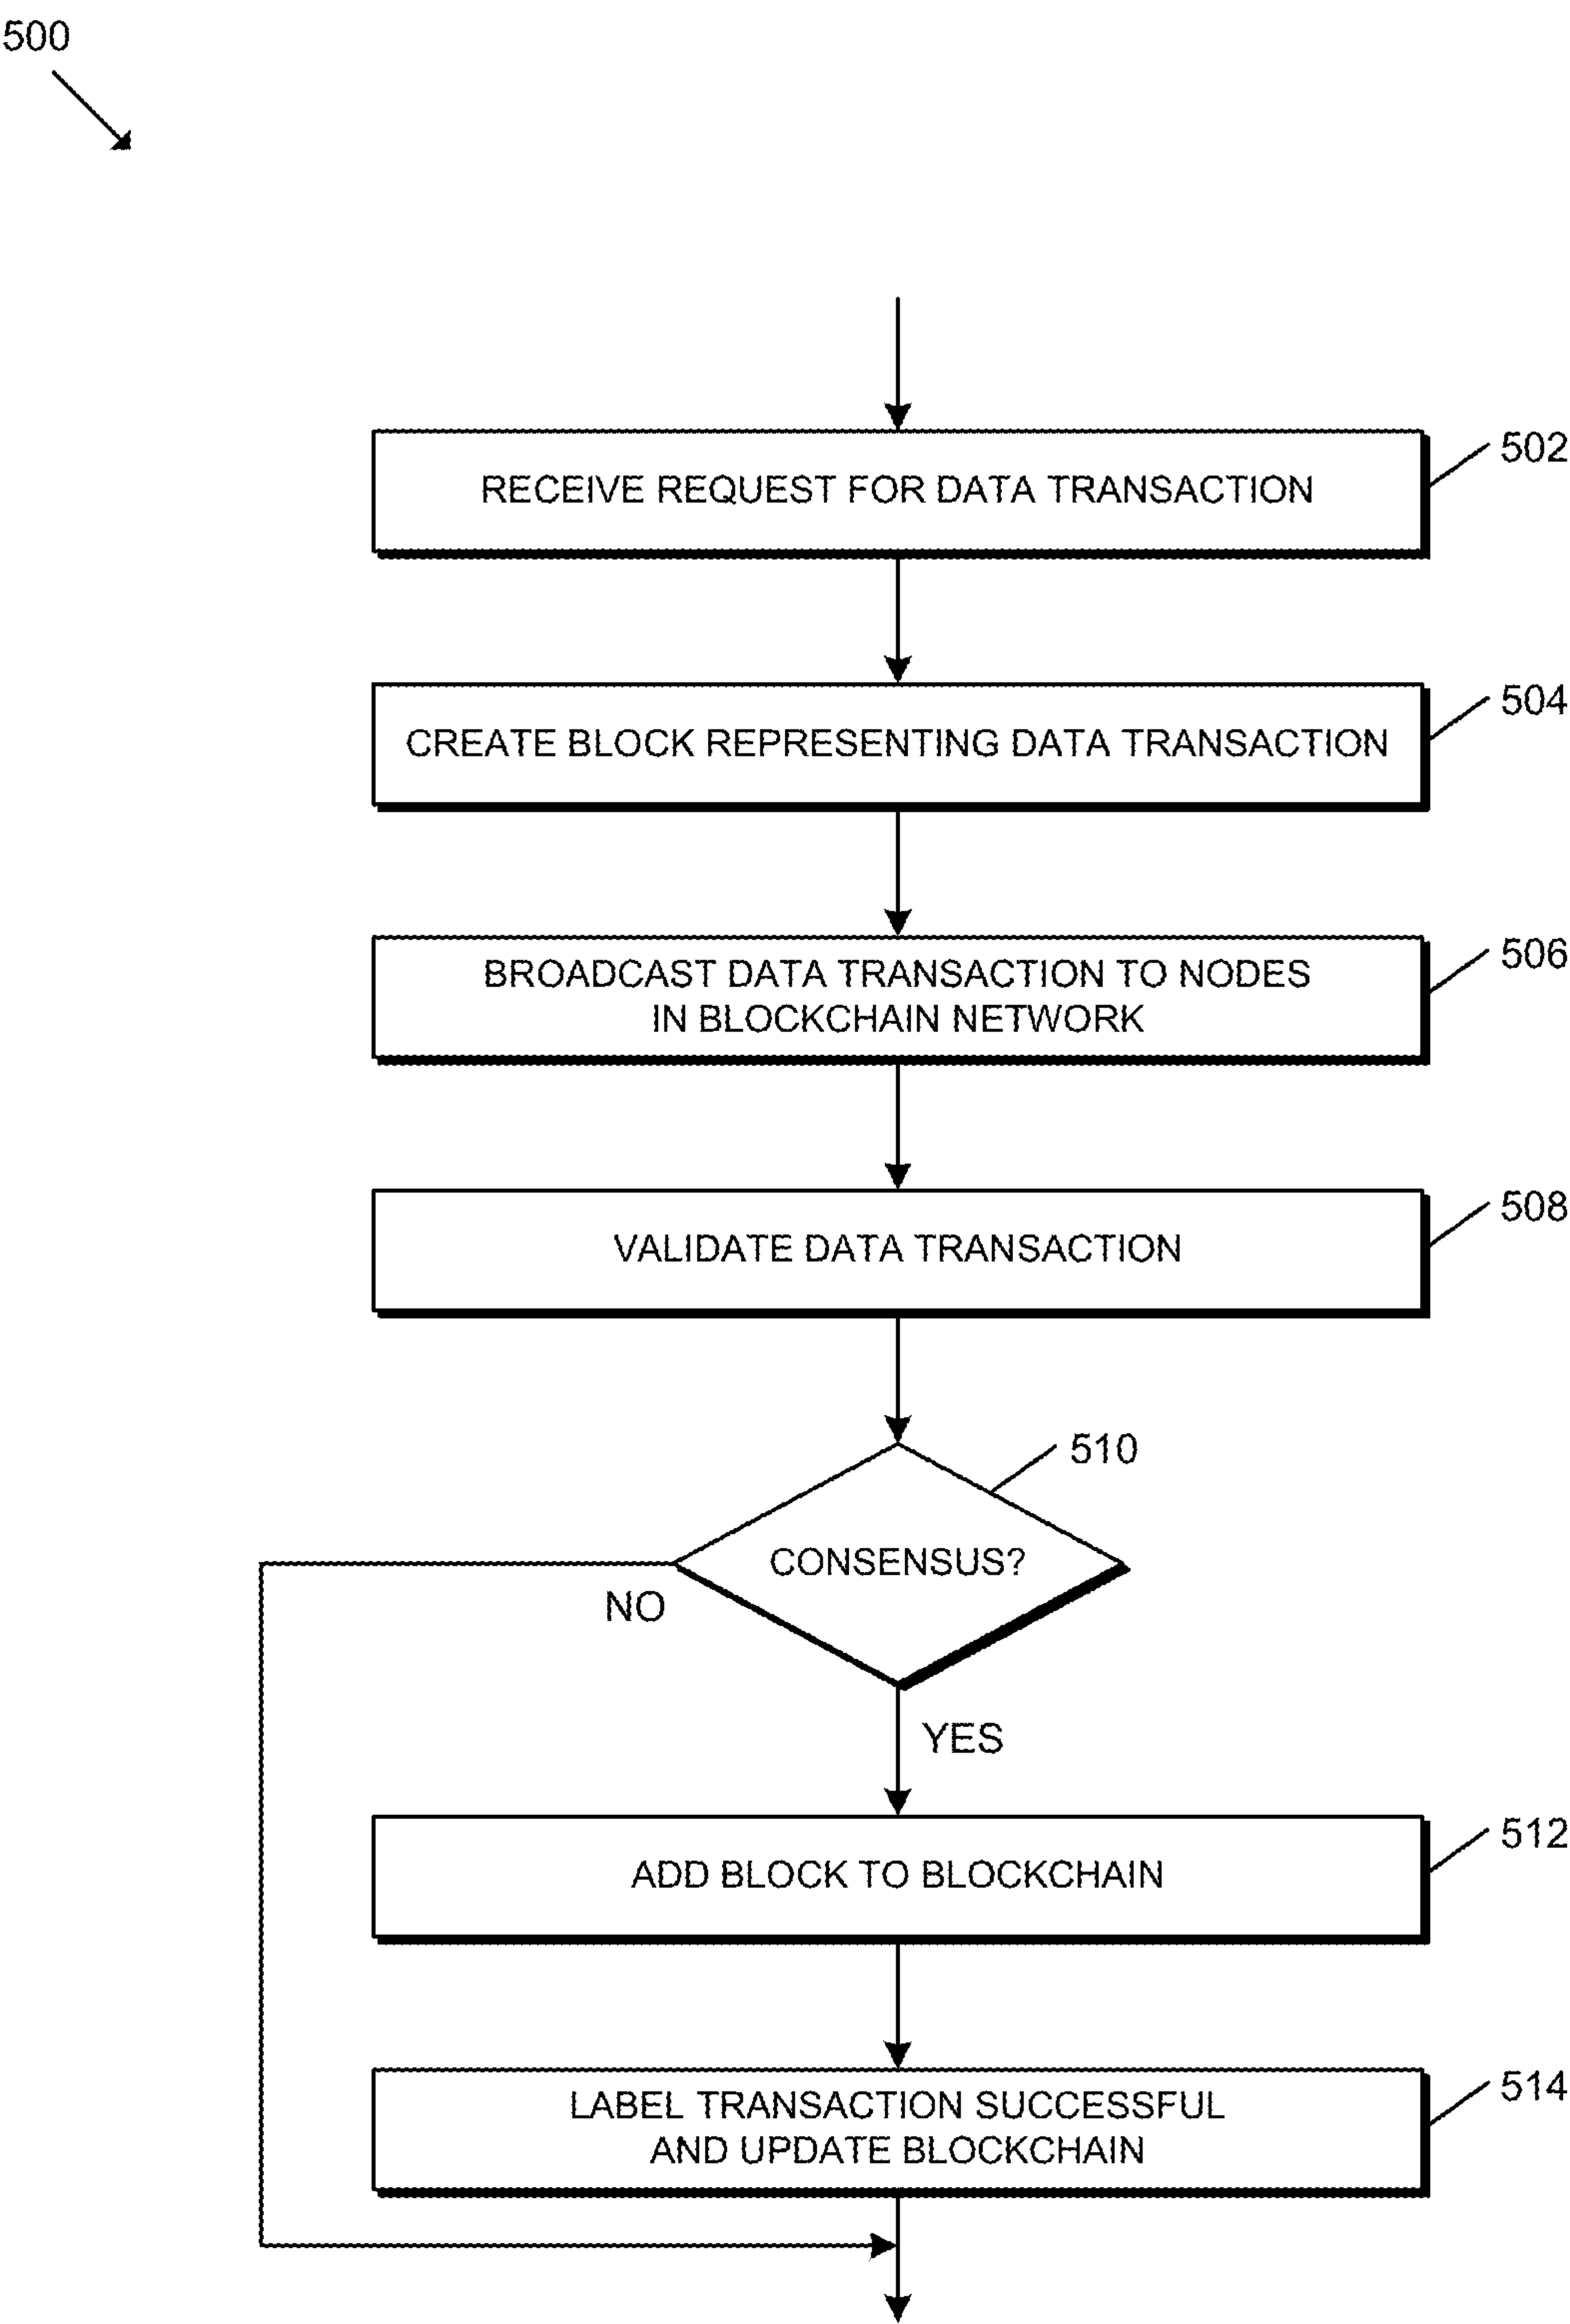 500
RECEIVE REQUEST FOR DATA TRANSACTION
502
CREATE BLOCK REPRESENTING DATA TRANSACTION
504
BROADCAST DATA TRANSACTION TO NODES
IN BLOCKCHAIN NETWORK
506
VALIDATE DATA TRANSACTION
508
CONSENSUS?
510
NO
YES
ADD BLOCK TO BLOCKCHAIN
512
LABEL TRANSACTION SUCCESSFUL
AND UPDATE BLOCKCHAIN
514